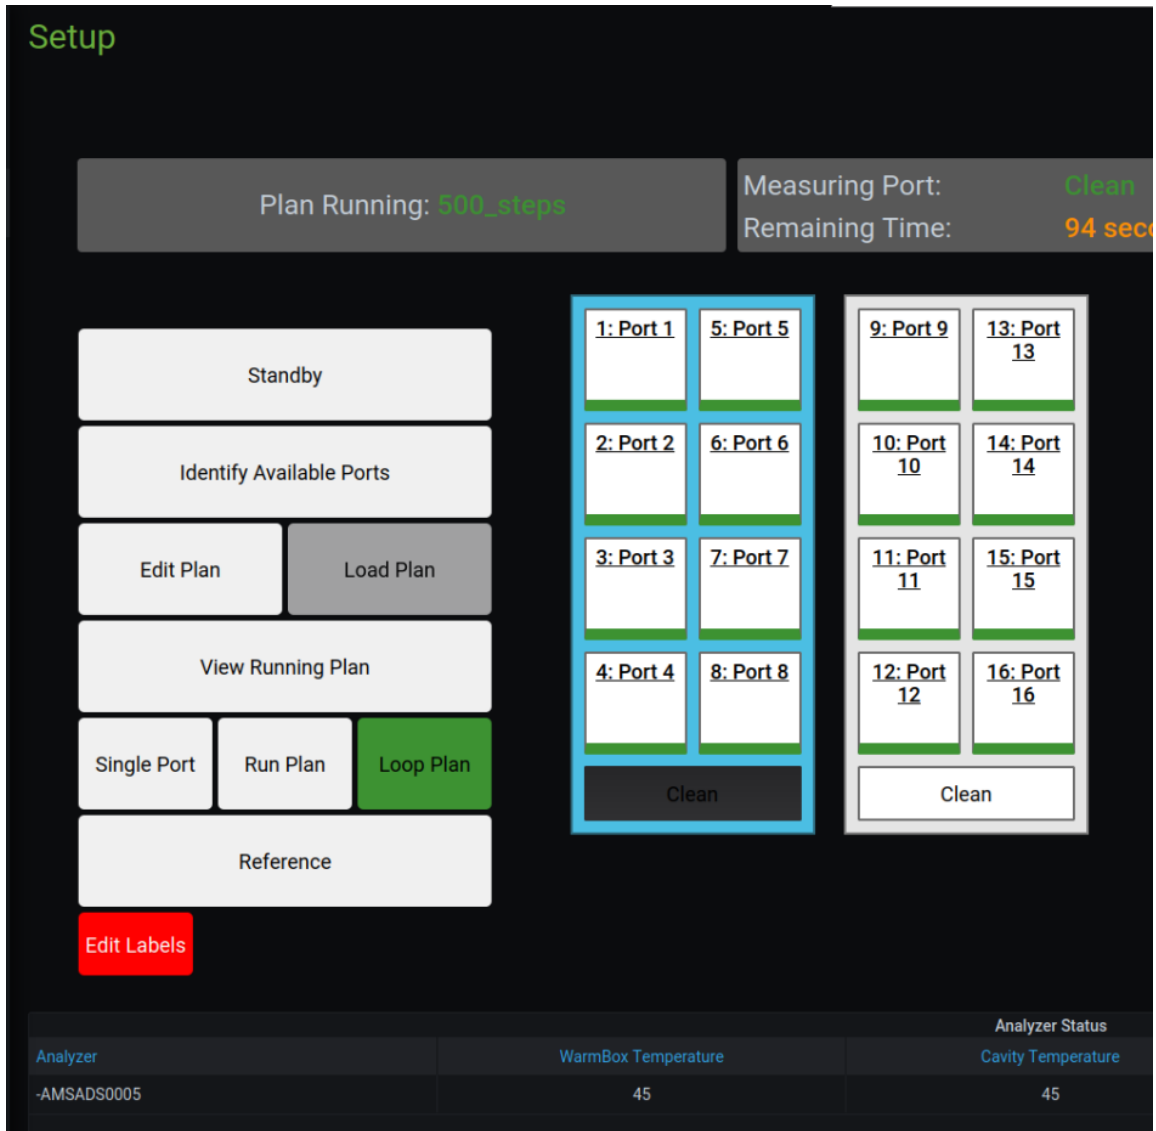 Setup
Plan Running: 500_steps
Measuring Port: Clean
Remaining Time: 94
Standby
Identify Available Ports
Edit Plan
Load Plan
View Running Plan
Single Port
Run Plan
Loop Plan
Reference
Edit Labels
1: Port 1
5: Port 5
2: Port 2
6: Port 6
3: Port 3
7: Port 7
4: Port 4
8: Port 8
Clean
9: Port 9
13: Port
13
10: Port
10
14: Port
14
11: Port
11
15: Port
15
12: Port
12
16: Port
16
Clean
Analyzer Status
Analyzer WarmBox Temperature Cavity Temperature
-AMSADS0005 45 45